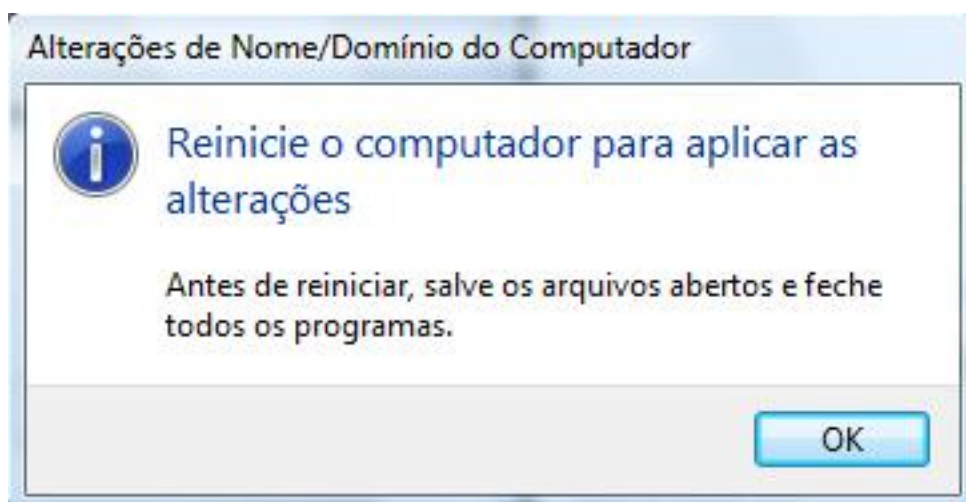 Alterações de Nome/Domínio do Computador
Reinicie o computador para aplicar as
alterações
Antes de reiniciar, salve os arquivos abertos e feche
todos os programas.
OK